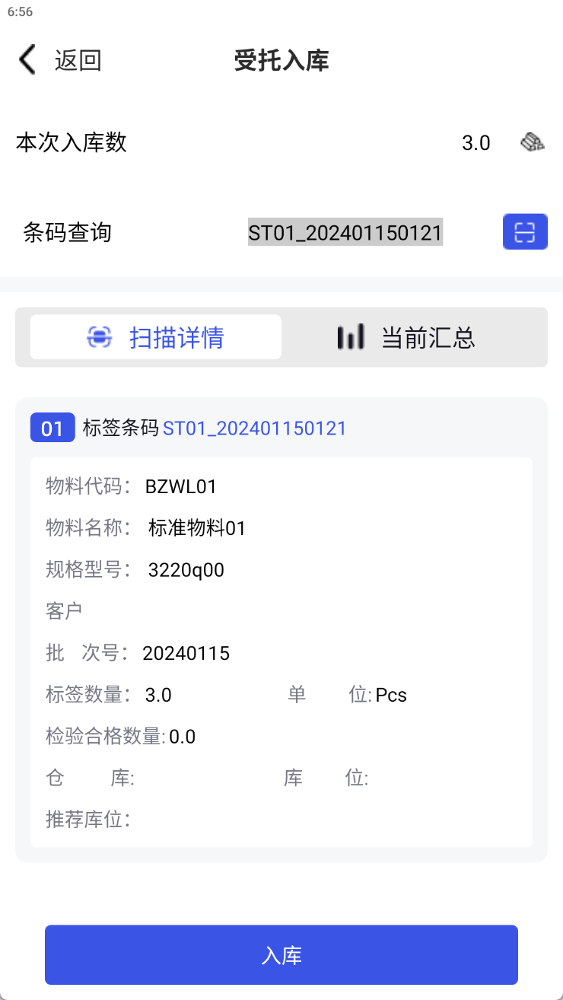 6:56
返回 受托入库
本次入库数 3.0
条码查询 ST01_202401150121
扫描详情 当前汇总
01 标签条码 ST01_202401150121
物料代码： BZWL01
物料名称： 标准物料01
规格型号： 3220q00
客户
批 次号： 20240115
标签数量： 3.0 单 位: Pcs
检验合格数量: 0.0
仓 库: 库 位:
推荐库位：
入库